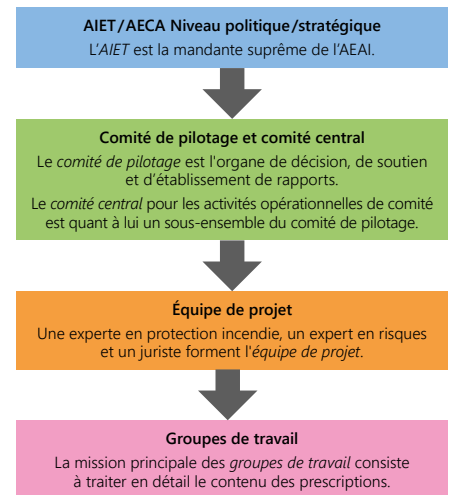 AIET/AECA Niveau politique/stratégique
L'AIET est la mandante suprême de l'AEAI.
Comité de pilotage et comité central
Le comité de pilotage est l'organe de décision, de soutien
et d'établissement de rapports.
Le comité central pour les activités opérationnelles de comité
est quant à lui un sous-ensemble du comité de pilotage.
Équipe de projet
Une experte en protection incendie, un expert en risques
et un juriste forment l'équipe de projet.
Groupes de travail
La mission principale des groupes de travail consiste
à traiter en détail le contenu des prescriptions.